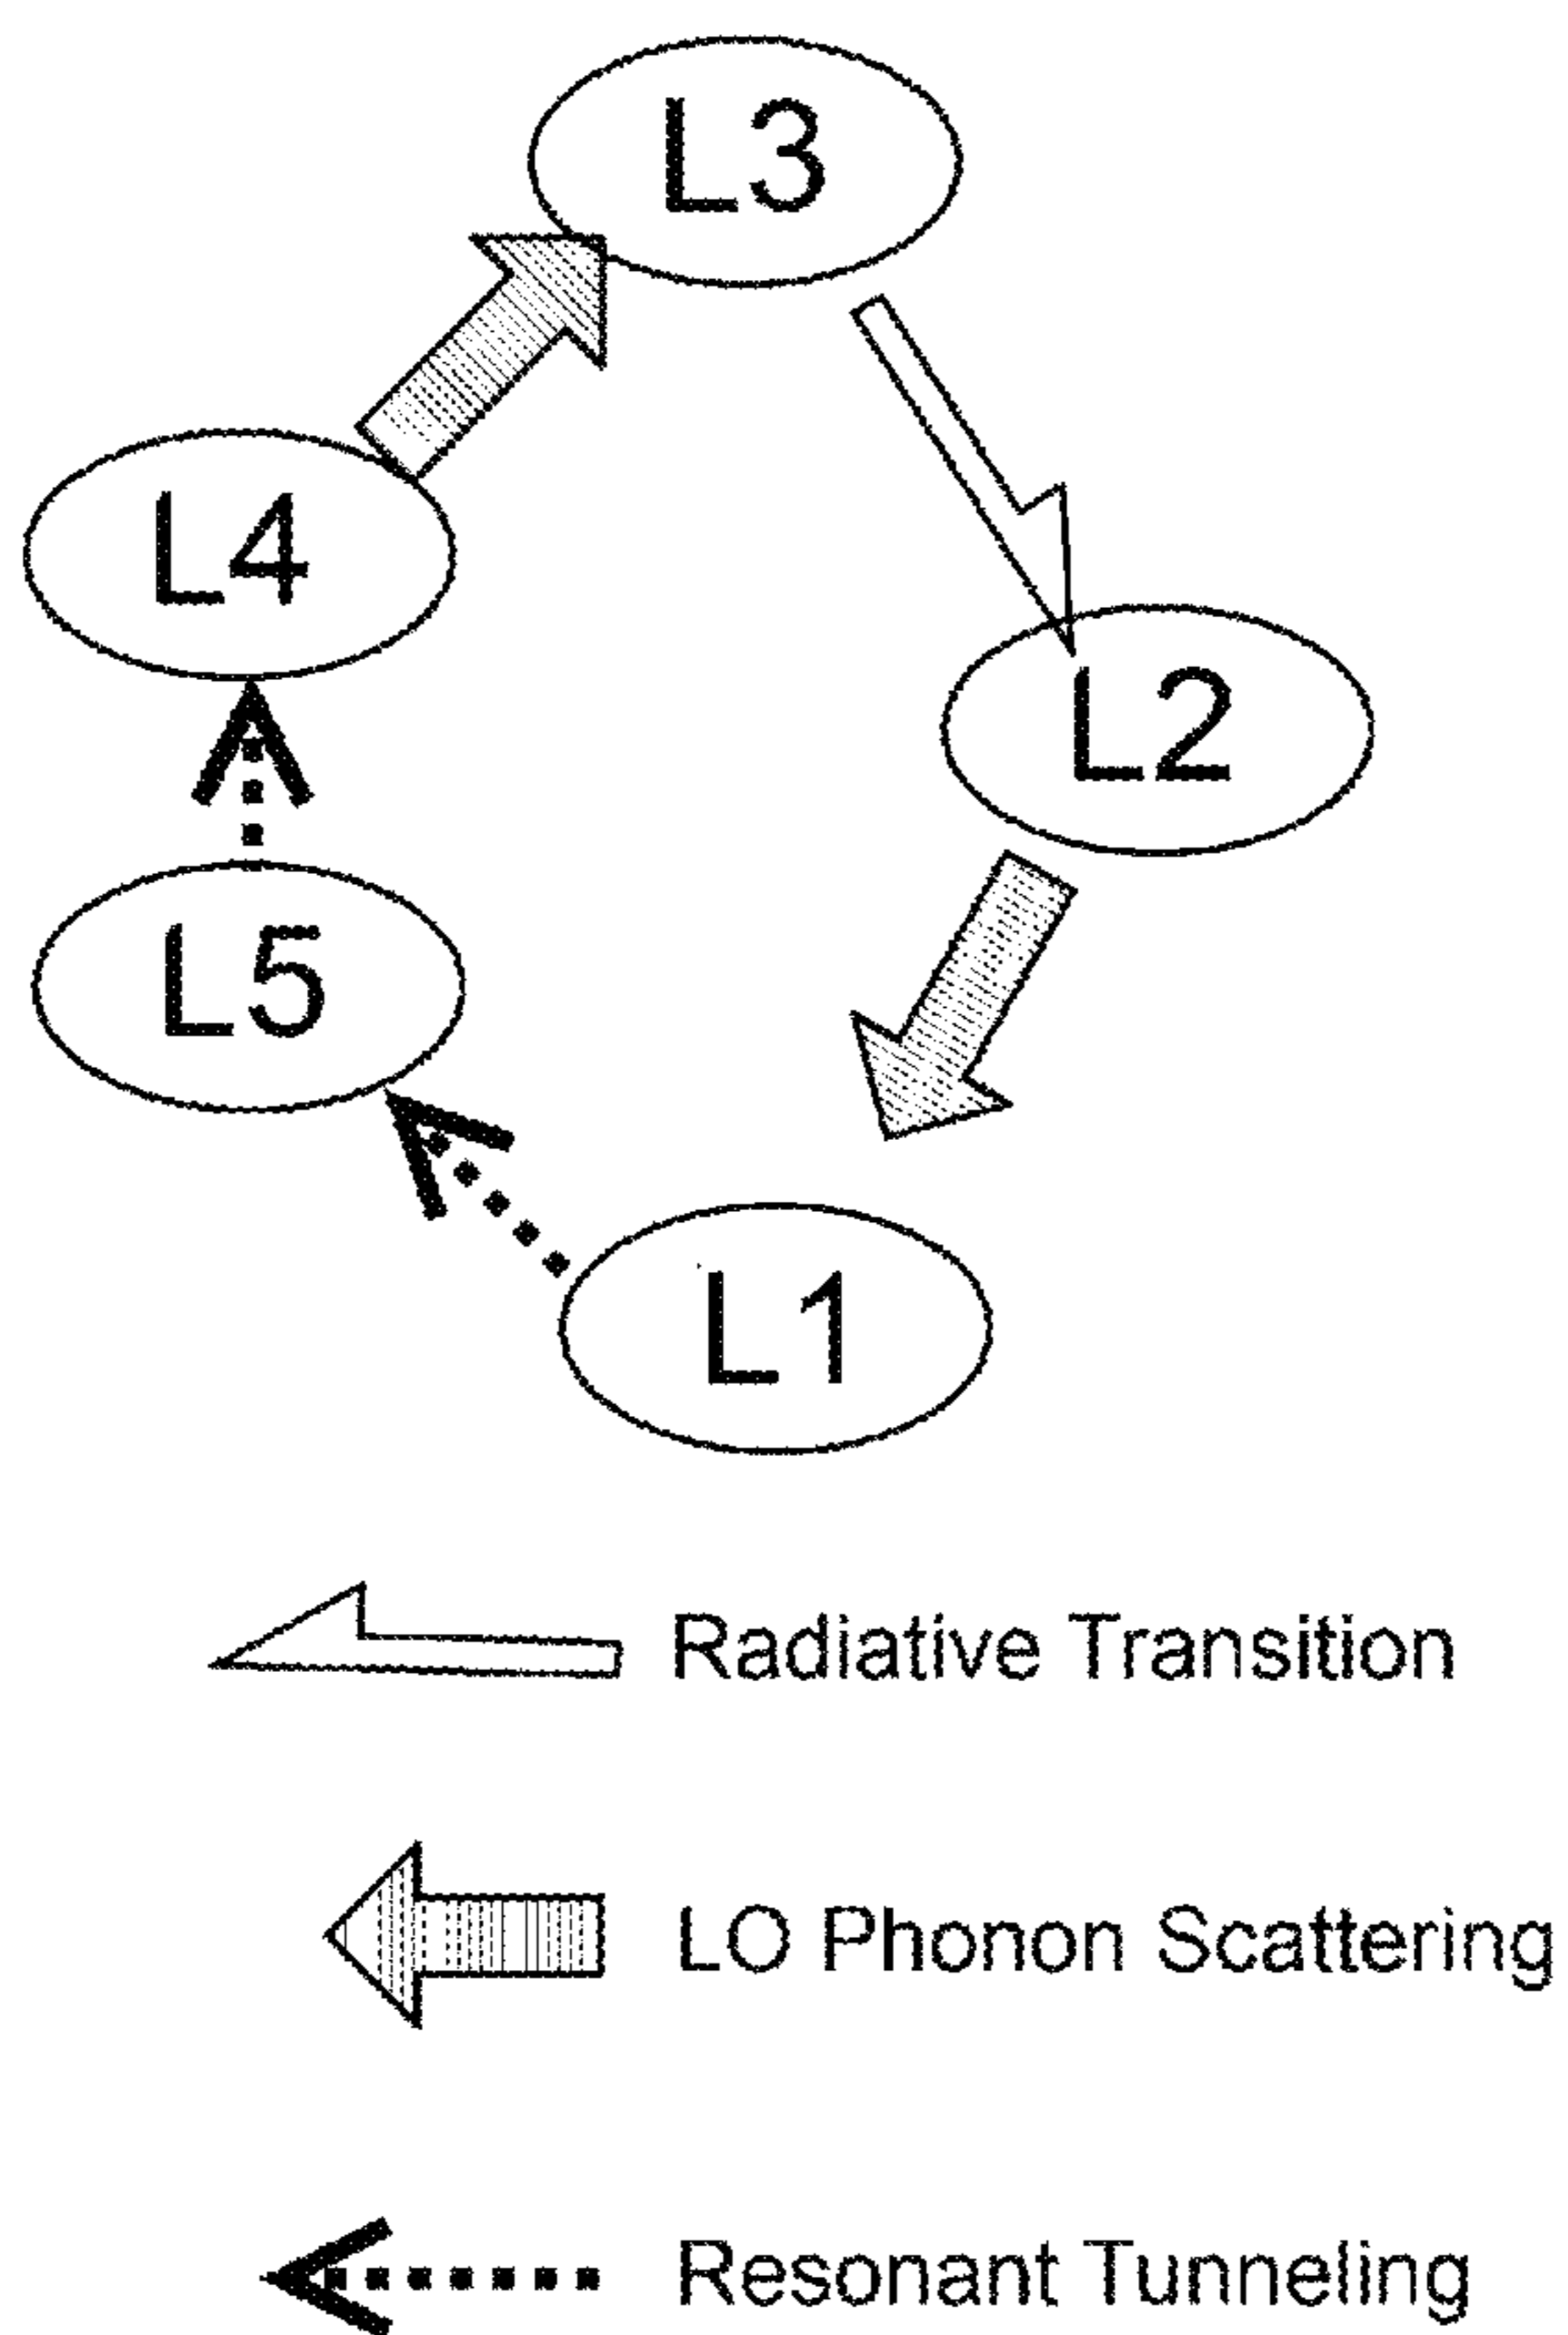 L3
L4
L2
L5
L1
Radiative Transition
LO Phonon Scattering
Resonant Tunneling